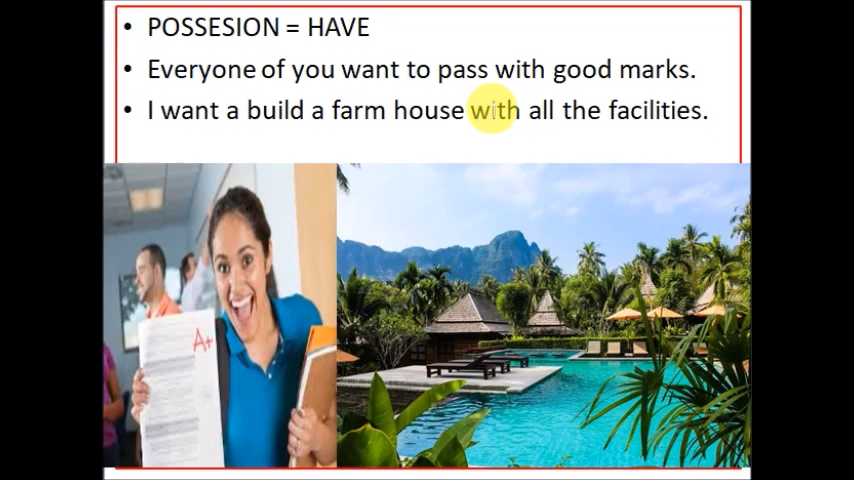 • POSSESION = HAVE
• Everyone of you want to pass with good marks.
• I want a build a farm house with all the facilities.
A+